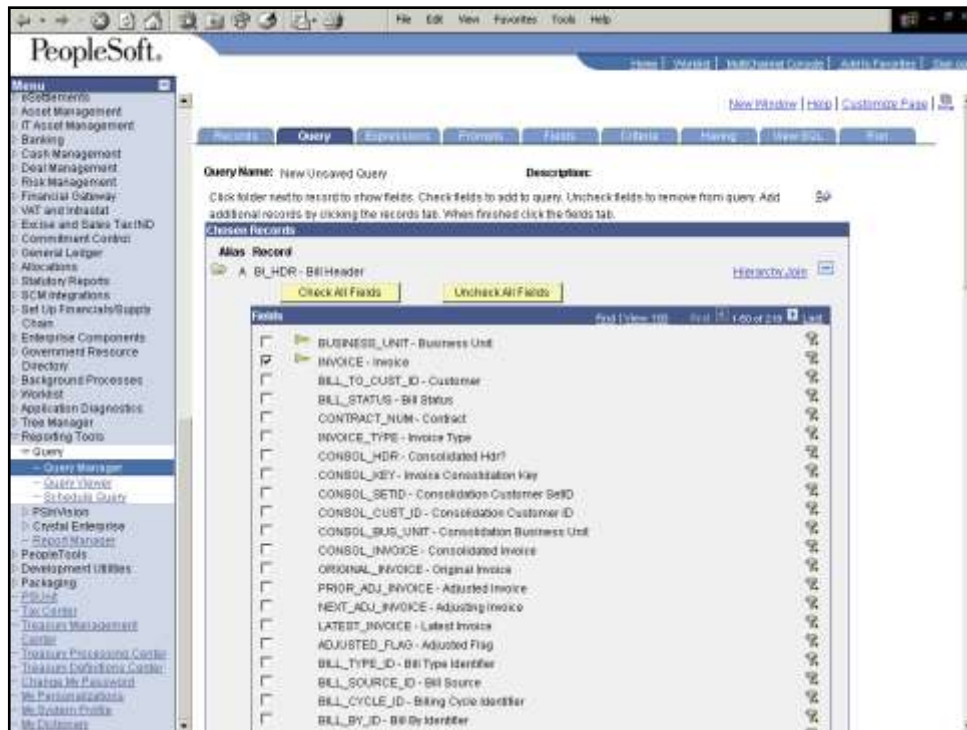 File Edit View Favorites Tools Help
PeopleSoft.
Home | Worklist | MultiChannel Console | Add to Favorites | Sign out
Menu
eSettlements
Asset Management
IT Asset Management
Banking
Cash Management
Deal Management
Risk Management
Financial Gateway
VAT and Intrastat
Excise and Sales Tax IND
Commitment Control
General Ledger
Allocations
Statutory Reports
SCM Integrations
Set Up Financials/Supply
Chain
Enterprise Components
Government Resource
Directory
Background Processes
Worklist
Application Diagnostics
Tree Manager
Reporting Tools
Query
Query Manager
Query Viewer
Schedule Query
PS/nVision
Crystal Enterprise
Report Manager
PeopleTools
Development Utilities
Packaging
Tax Center
Treasury Management
Center
Treasury Processing Center
Treasury Definitions Center
Change My Password
My Personalizations
My System Profile
My Dictionary
New Window | Help | Customize Page |
Records Query Expressions Prompts Fields Criteria Having View SQL Run
Query Name: New Unsaved Query Description:
Click folder next to record to show fields. Check fields to add to query. Uncheck fields to remove from query. Add
additional records by clicking the records tab. When finished click the fields tab.
Chosen Records
Alias Record
A BI_HDR - Bill Header Hierarchy Join
Check All Fields Uncheck All Fields
Fields Find | View 100 First 1-50 of 219 Last
BUSINESS_UNIT - Business Unit
INVOICE - Invoice
BILL_TO_CUST_ID - Customer
BILL_STATUS - Bill Status
CONTRACT_NUM - Contract
INVOICE_TYPE - Invoice Type
CONSOL_HDR - Consolidated Hdr?
CONSOL_KEY - Invoice Consolidation Key
CONSOL_SETID - Consolidation Customer SetID
CONSOL_CUST_ID - Consolidation Customer ID
CONSOL_BUS_UNIT - Consolidation Business Unit
CONSOL_INVOICE - Consolidated Invoice
ORIGINAL_INVOICE - Original Invoice
PRIOR_ADJ_INVOICE - Adjusted Invoice
NEXT_ADJ_INVOICE - Adjusting Invoice
LATEST_INVOICE - Latest Invoice
ADJUSTED_FLAG - Adjusted Flag
BILL_TYPE_ID - Bill Type Identifier
BILL_SOURCE_ID - Bill Source
BILL_CYCLE_ID - Billing Cycle Identifier
BILL_BY_ID - Bill By Identifier